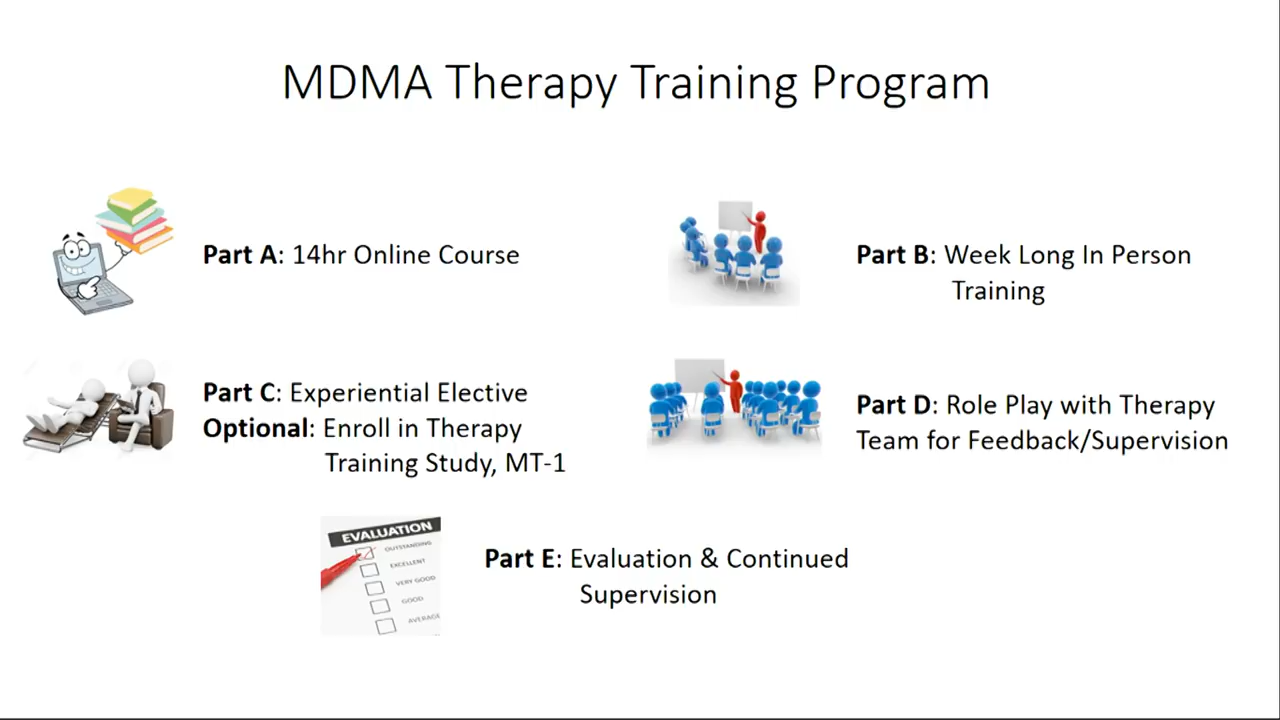 MDMA Therapy Training Program
Part A: 14hr Online Course
Part B: Week Long In Person
Training
Part C: Experiential Elective
Optional: Enroll in Therapy
Training Study, MT-1
Part D: Role Play with Therapy
Team for Feedback/Supervision
EVALUATION
OUTSTANDING
EXCELLENT
VERY GOOD
GOOD
AVERAGE
Part E: Evaluation & Continued
Supervision